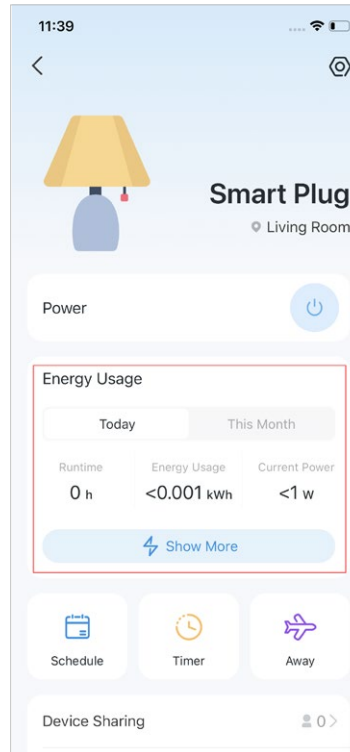 11:39
Smart Plug
Living Room
Power
Energy Usage
Today This Month
Runtime Energy Usage Current Power
0 h <0.001 kWh <1 w
Show More
Schedule Timer Away
Device Sharing 0